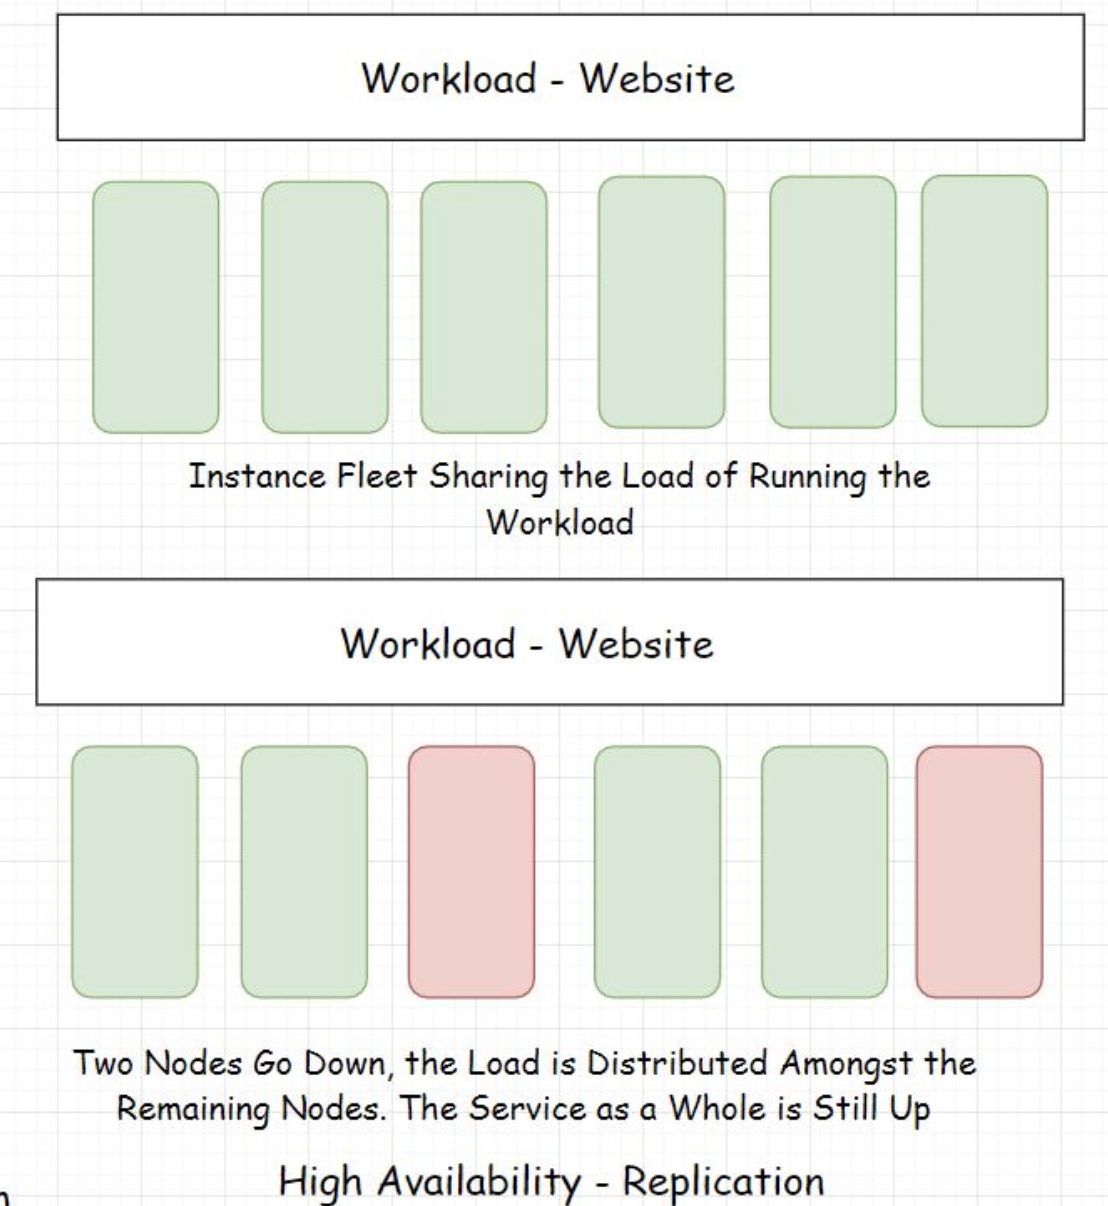 Workload - Website
Instance Fleet Sharing the Load of Running the
Workload
Workload - Website
Two Nodes Go Down, the Load is Distributed Amongst the
Remaining Nodes. The Service as a Whole is Still Up
High Availability - Replication